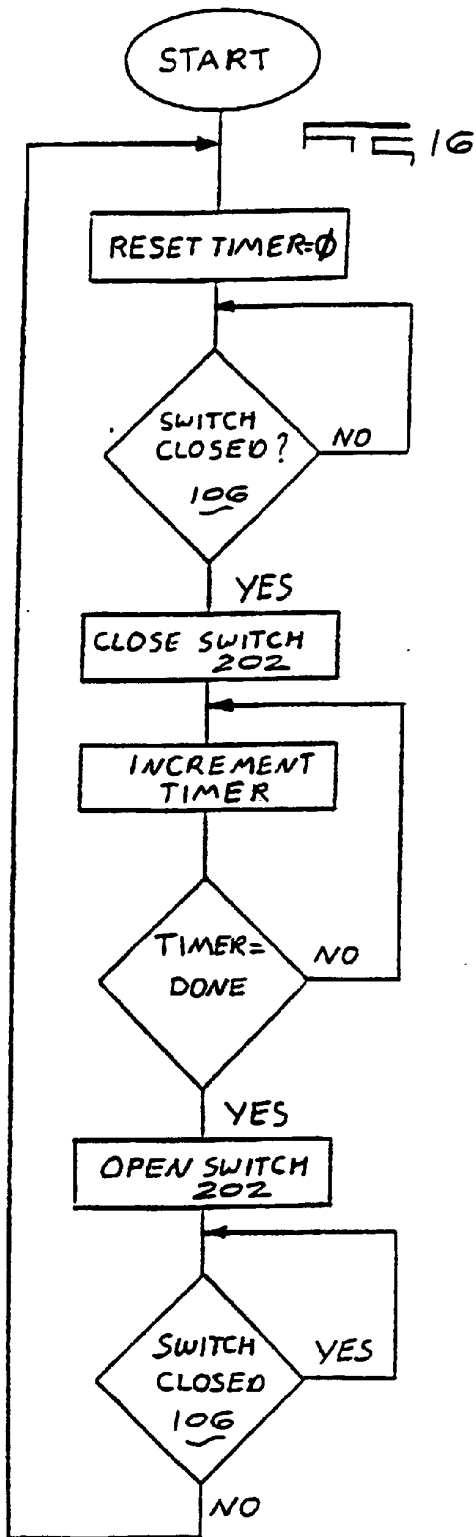 START
FIG 16
RESET TIMER=Ø
SWITCH
CLOSED?
106
NO
YES
CLOSE SWITCH
202
INCREMENT
TIMER
TIMER=
DONE
NO
YES
OPEN SWITCH
202
SWITCH
CLOSED
106
YES
NO